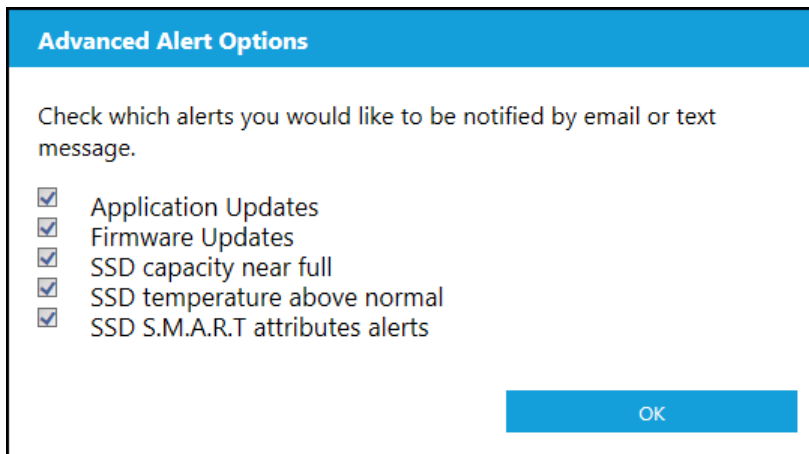 Advanced Alert Options
Check which alerts you would like to be notified by email or text
message.
Application Updates
Firmware Updates
SSD capacity near full
SSD temperature above normal
SSD S.M.A.R.T attributes alerts
OK